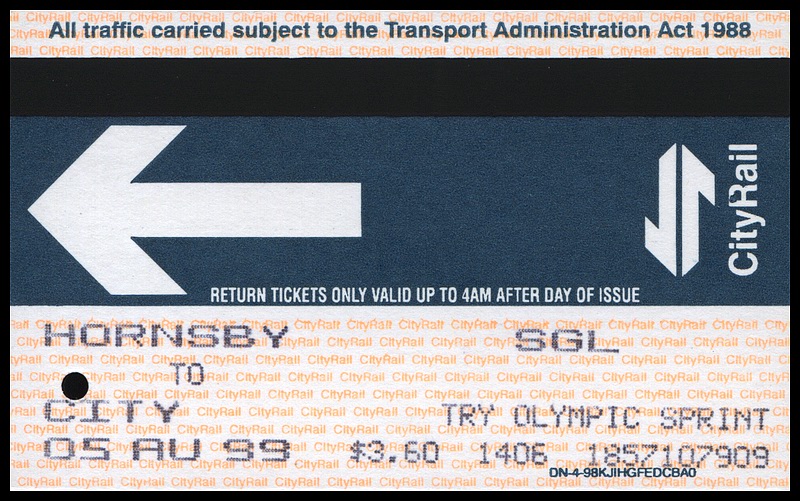 All traffic carried subject to the Transport Administration Act 1988
CityRail
RETURN TICKETS ONLY VALID UP TO 4AM AFTER DAY OF ISSUE
HORNSBY SGL
TO
CITY TRY OLYMPIC SPRINT
05 AU 99 $3.60 1406 1857107909
DN-4-98KJIHGFEDCBA0